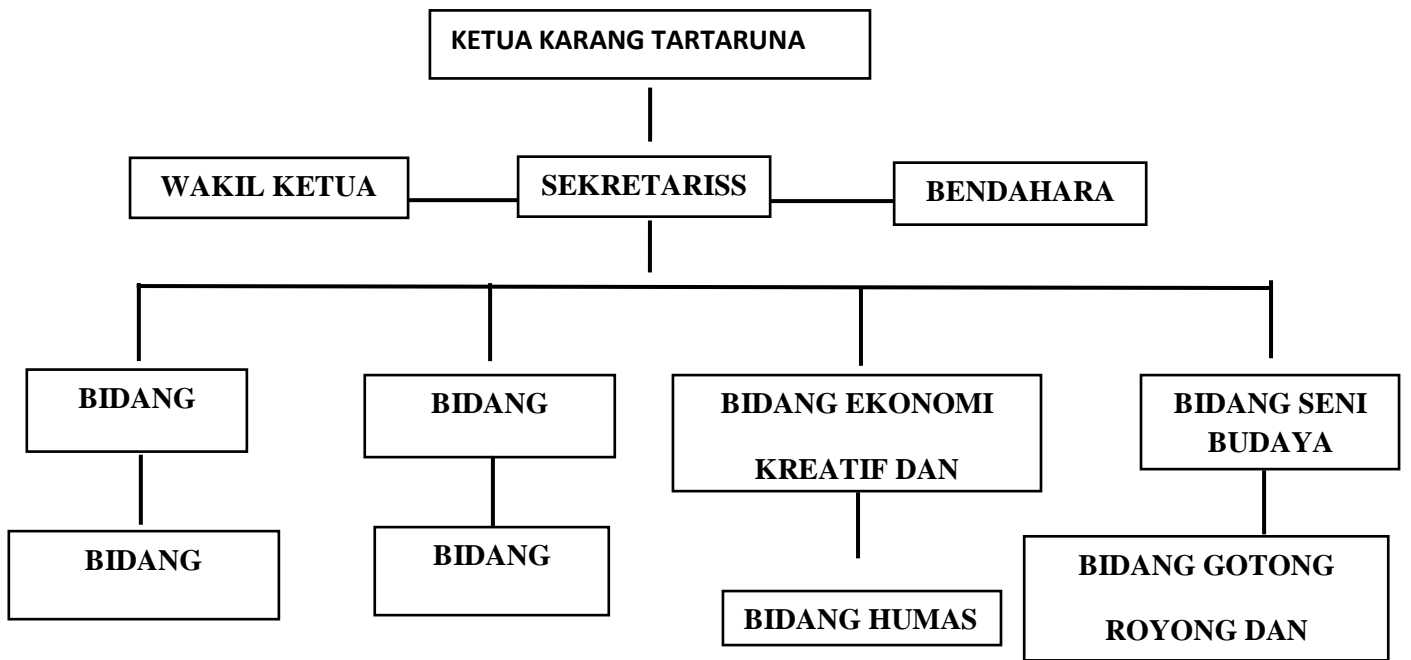 KETUA KARANG TARTARUNA
WAKIL KETUA
SEKRETARISS
BENDAHARA
BIDANG
BIDANG
BIDANG EKONOMI
KREATIF DAN
BIDANG SENI
BUDAYA
BIDANG
BIDANG
BIDANG HUMAS
BIDANG GOTONG
ROYONG DAN